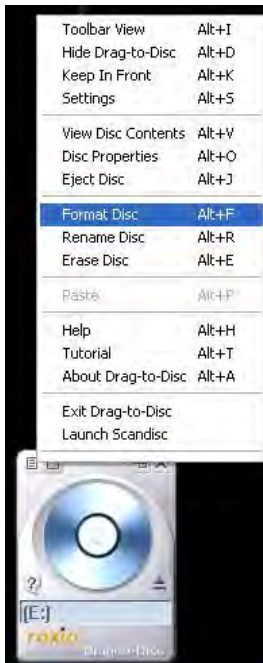 Toolbar View Alt+I
Hide Drag-to-Disc Alt+D
Keep In Front Alt+K
Settings Alt+S
View Disc Contents Alt+V
Disc Properties Alt+O
Eject Disc Alt+J
Format Disc Alt+F
Rename Disc Alt+R
Erase Disc Alt+E
Paste Alt+P
Help Alt+H
Tutorial Alt+T
About Drag-to-Disc Alt+A
Exit Drag-to-Disc
Launch Scandisc
?
(E:)
roxio
Drag-to-Disc